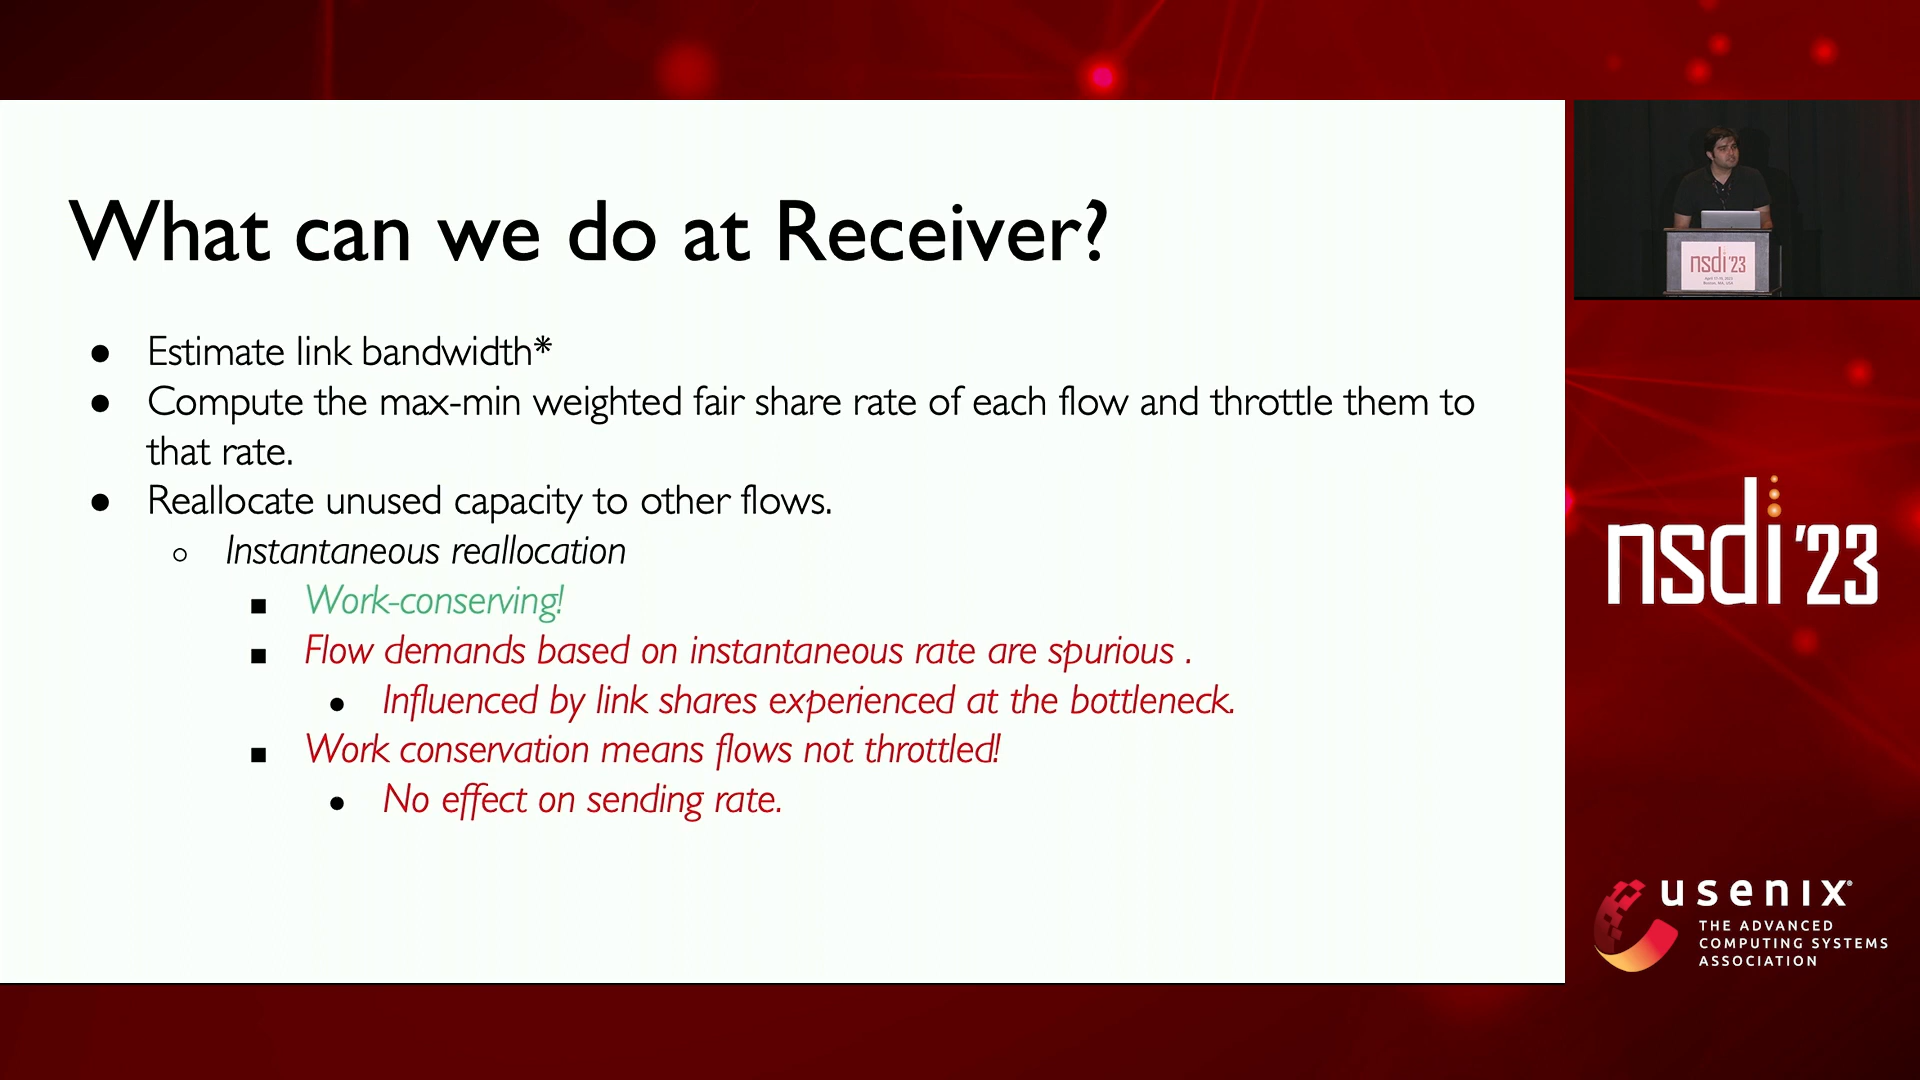 What can we do at Receiver?
● Estimate link bandwidth*
● Compute the max-min weighted fair share rate of each flow and throttle them to
that rate.
● Reallocate unused capacity to other flows.
○ Instantaneous reallocation
■ Work-conserving!
■ Flow demands based on instantaneous rate are spurious .
● Influenced by link shares experienced at the bottleneck.
■ Work conservation means flows not throttled!
● No effect on sending rate.
nsdi '23
nsdi '23
usenix®
THE ADVANCED
COMPUTING SYSTEMS
ASSOCIATION